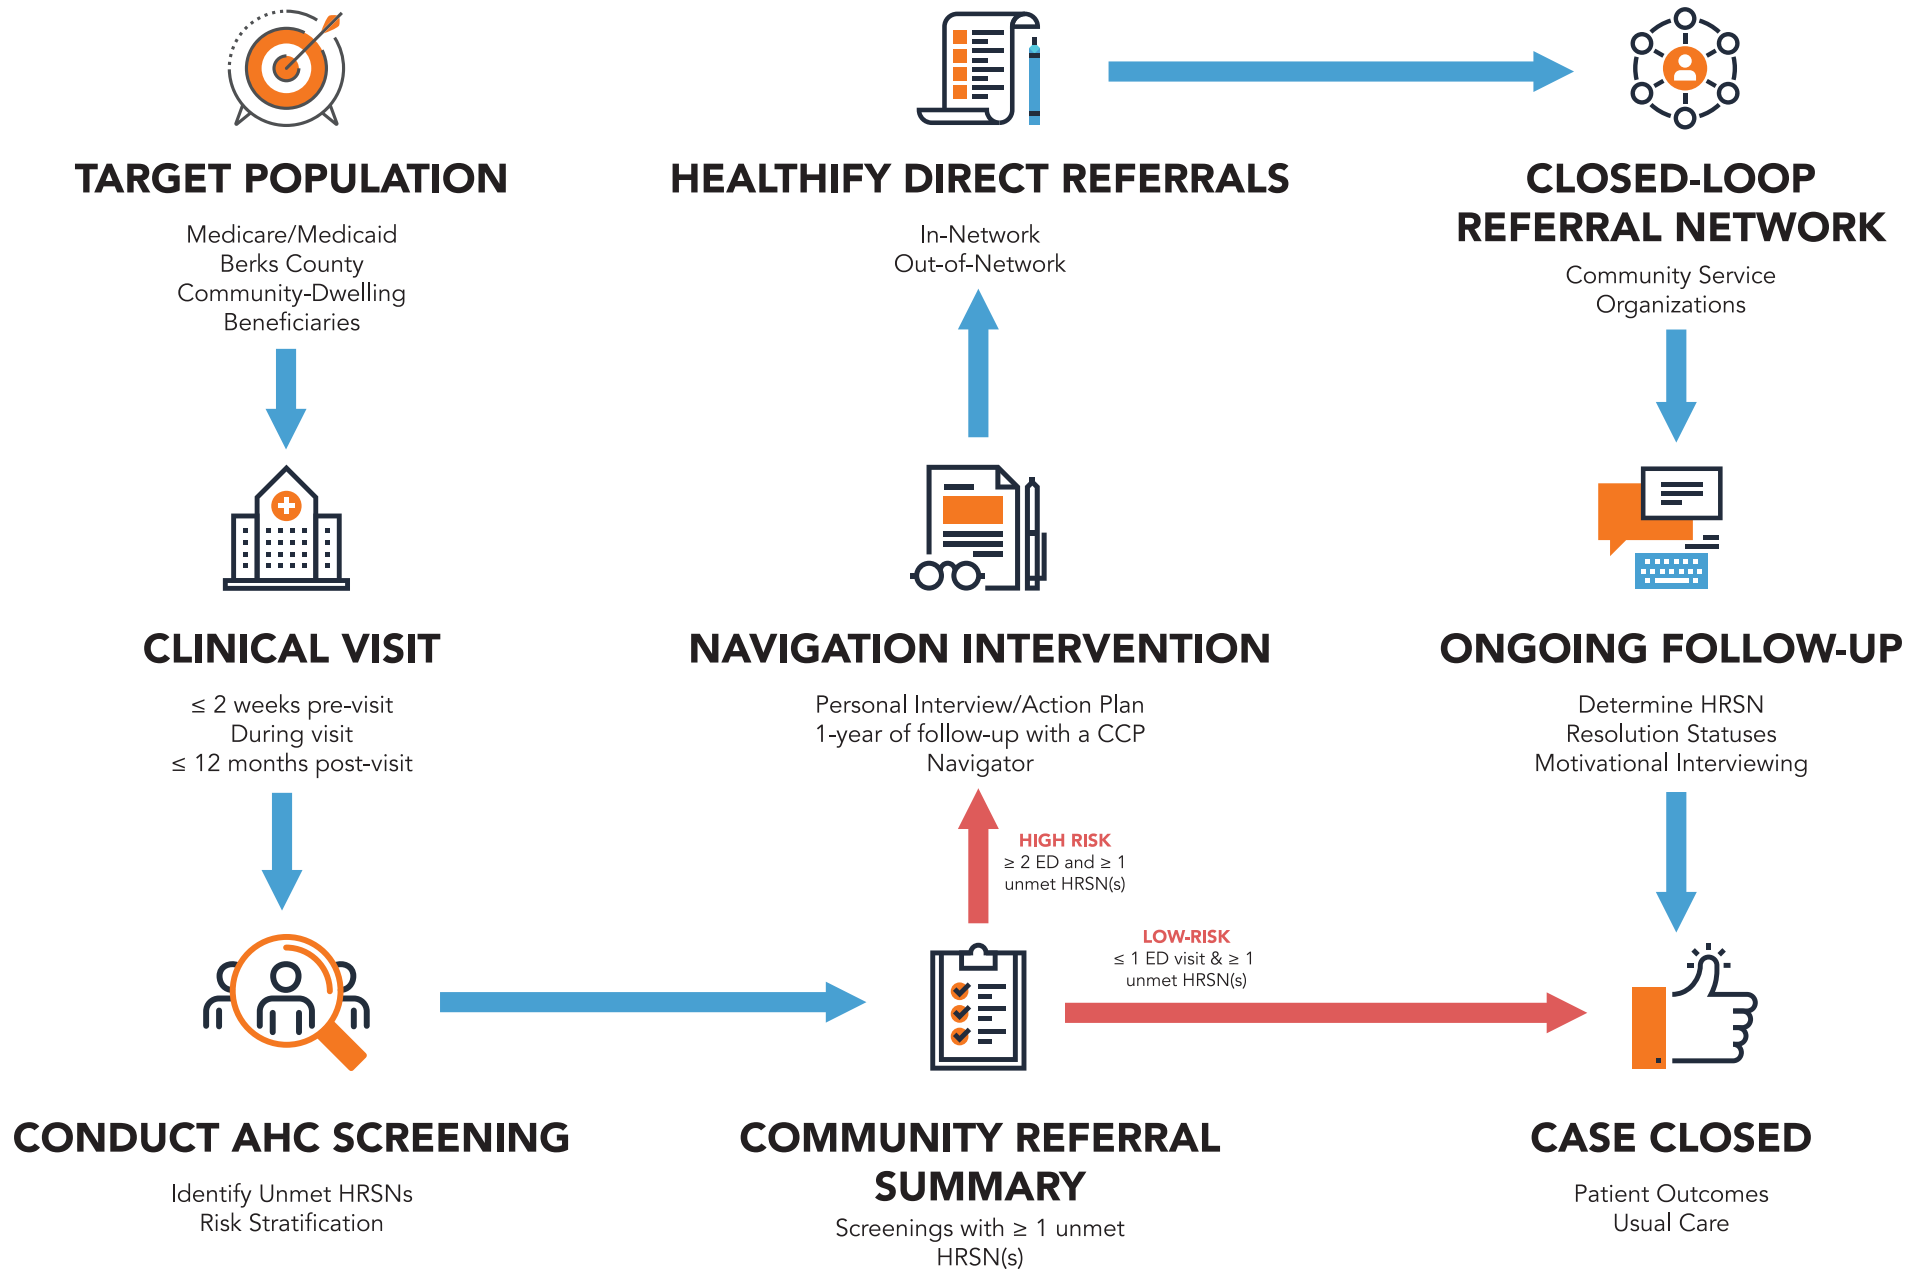 TARGET POPULATION
Medicare/Medicaid
Berks County
Community-Dwelling
Beneficiaries
CLINICAL VISIT
≤ 2 weeks pre-visit
During visit
≤ 12 months post-visit
CONDUCT AHC SCREENING
Identify Unmet HRSNs
Risk Stratification
COMMUNITY REFERRAL
SUMMARY
Screenings with ≥ 1 unmet
HRSN(s)
HIGH RISK
≥ 2 ED and ≥ 1
unmet HRSN(s)
LOW-RISK
≤ 1 ED visit & ≥ 1
unmet HRSN(s)
NAVIGATION INTERVENTION
Personal Interview/Action Plan
1-year of follow-up with a CCP
Navigator
HEALTHIFY DIRECT REFERRALS
In-Network
Out-of-Network
CLOSED-LOOP
REFERRAL NETWORK
Community Service
Organizations
ONGOING FOLLOW-UP
Determine HRSN
Resolution Statuses
Motivational Interviewing
CASE CLOSED
Patient Outcomes
Usual Care